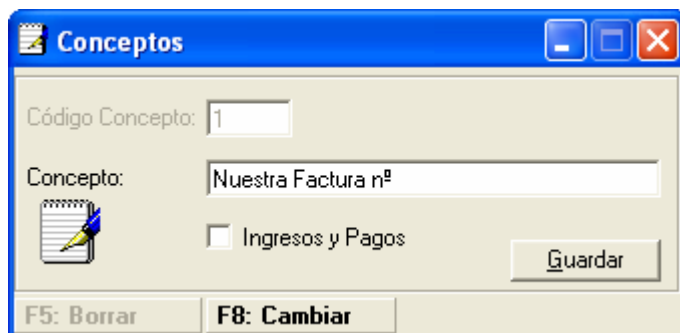 Conceptos
Código Concepto: 1
Concepto: Nuestra Factura nº
Ingresos y Pagos
Guardar
F5: Borrar F8: Cambiar